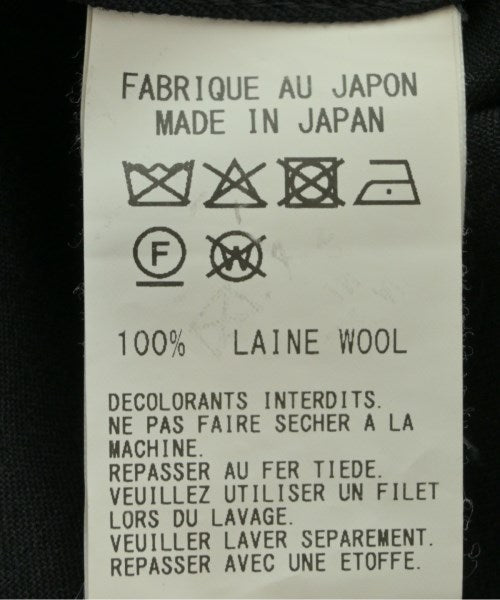 FABRIQUE AU JAPON
MADE IN JAPAN
F W
100% LAINE WOOL
DECOLORANTS INTERDITS.
NE PAS FAIRE SECHER A LA
MACHINE.
REPASSER AU FER TIEDE.
VEUILLEZ UTILISER UN FILET
LORS DU LAVAGE.
VEUILLER LAVER SEPAREMENT.
REPASSER AVEC UNE ETOFFE.